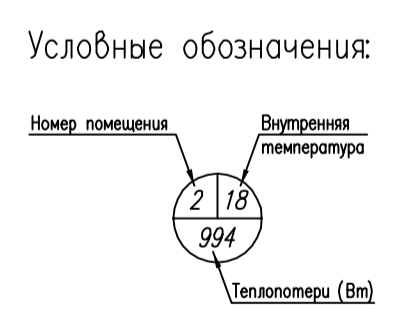 Условные обозначения:
Номер помещения
Внутренняя
температура
2 18
994
Теплопотери (Вт)